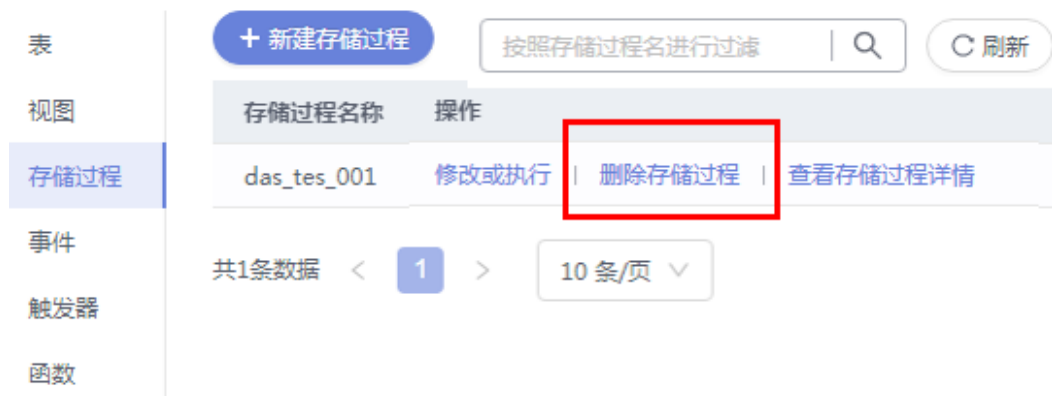 表
视图
存储过程
事件
触发器
函数
+ 新建存储过程
按照存储过程名进行过滤
刷新
存储过程名称 操作
das_tes_001 修改或执行 | 删除存储过程 | 查看存储过程详情
共1条数据 < 1 > 10 条/页